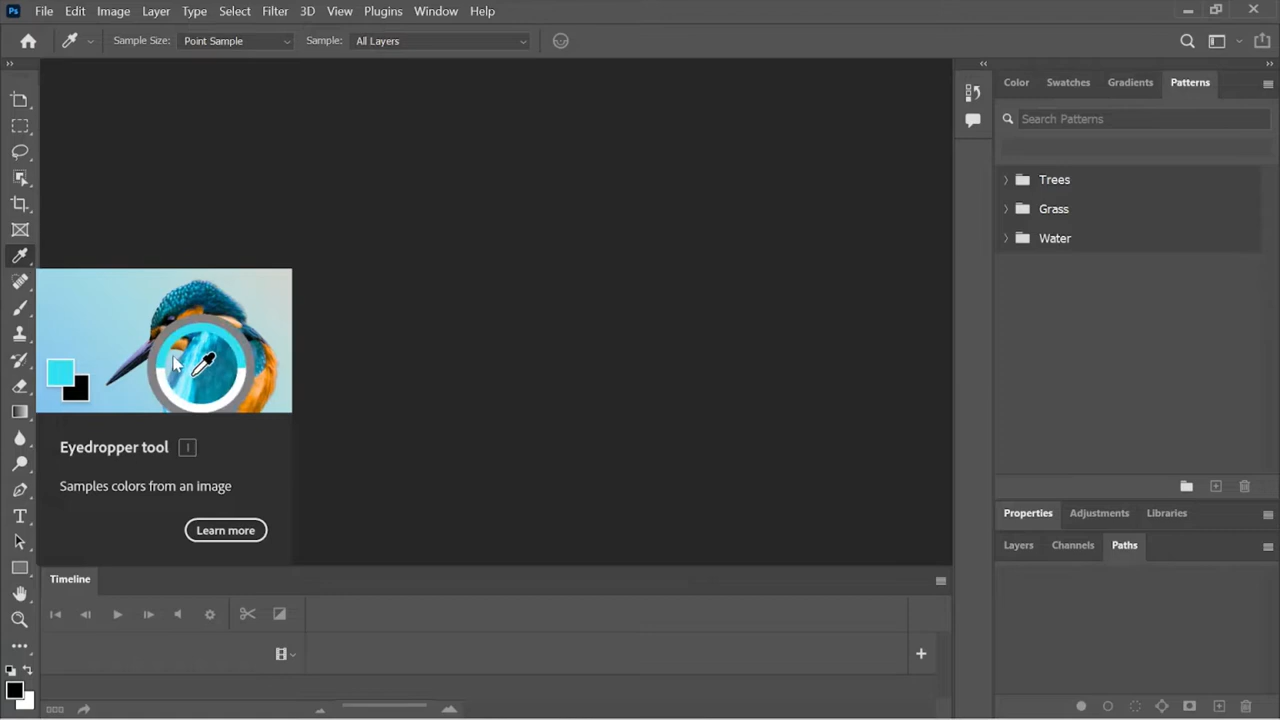 Ps File Edit Image Layer Type Select Filter 3D View Plugins Window Help
Sample Size: Point Sample Sample: All Layers
Color Swatches Gradients Patterns
Search Patterns
Trees
Grass
Water
Eyedropper tool I
Samples colors from an image
Learn more
Properties Adjustments Libraries
Layers Channels Paths
Timeline
T